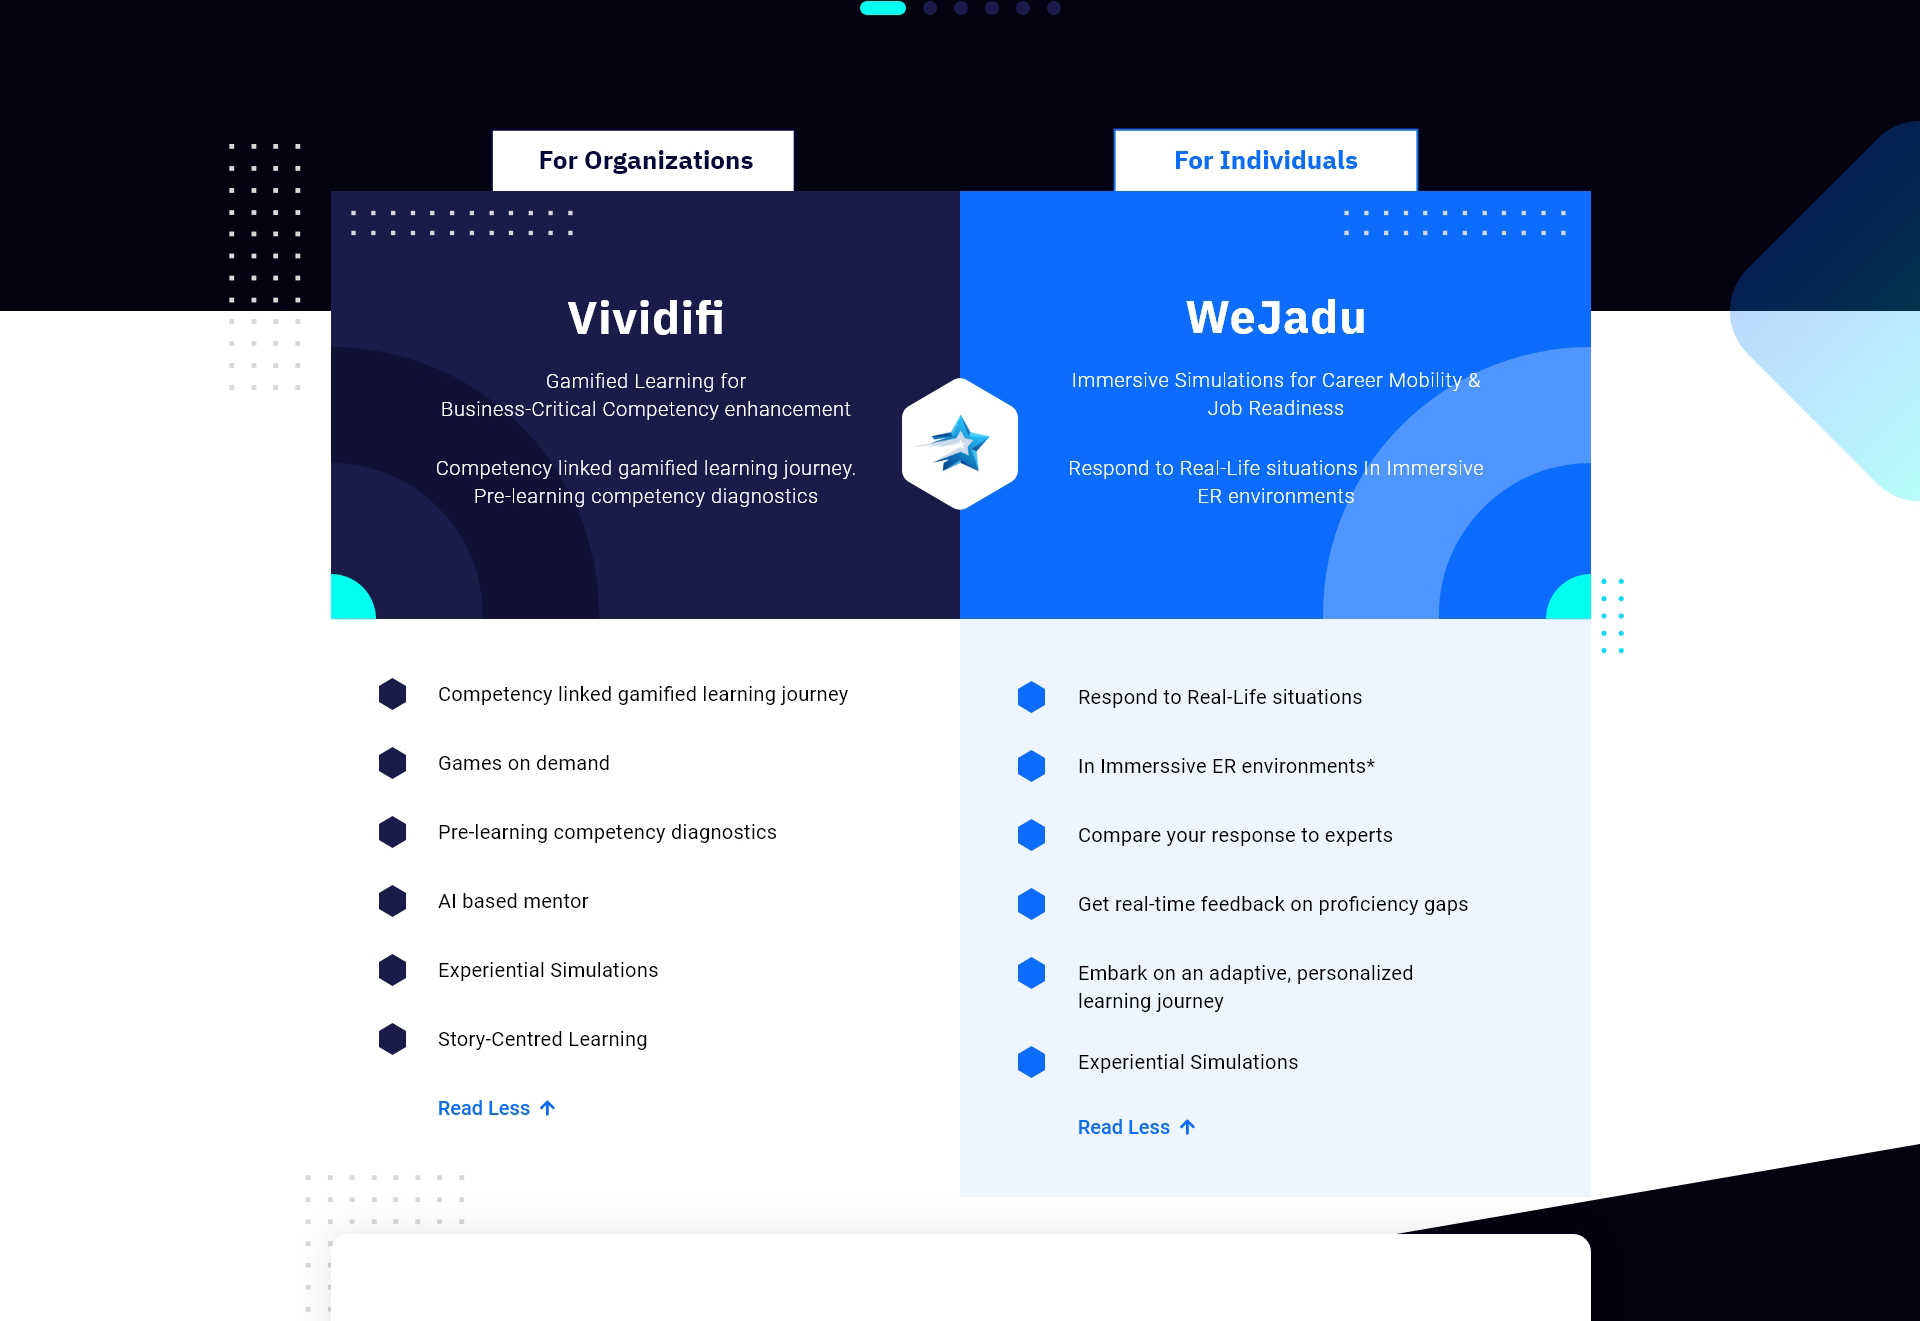 For Organizations
Vividifi
Gamified Learning for
Business-Critical Competency enhancement
Competency linked gamified learning journey.
Pre-learning competency diagnostics
Competency linked gamified learning journey
Games on demand
Pre-learning competency diagnostics
AI based mentor
Experiential Simulations
Story-Centred Learning
Read Less
For Individuals
WeJadu
Immersive Simulations for Career Mobility &
Job Readiness
Respond to Real-Life situations In Immersive
ER environments
Respond to Real-Life situations
In Immerssive ER environments*
Compare your response to experts
Get real-time feedback on proficiency gaps
Embark on an adaptive, personalized
learning journey
Experiential Simulations
Read Less